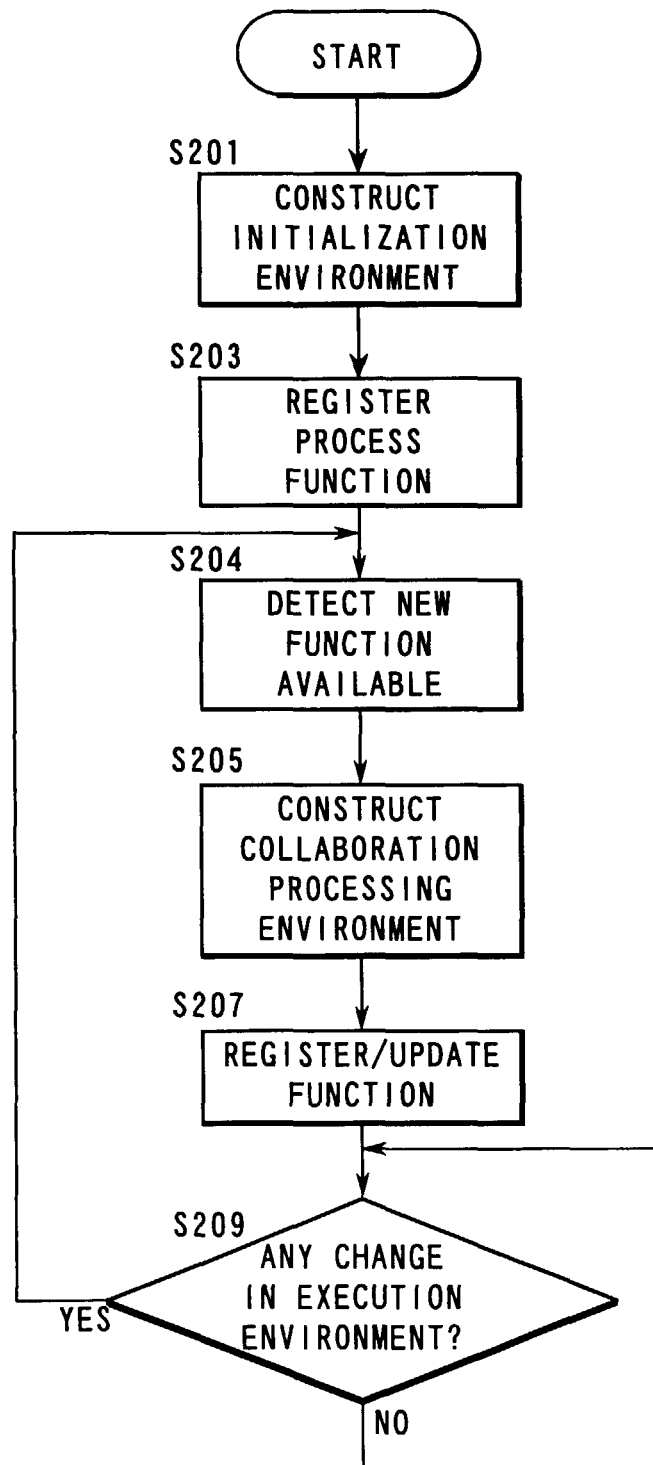 START
S201
CONSTRUCT
INITIALIZATION
ENVIRONMENT
S203
REGISTER
PROCESS
FUNCTION
S204
DETECT NEW
FUNCTION
AVAILABLE
S205
CONSTRUCT
COLLABORATION
PROCESSING
ENVIRONMENT
S207
REGISTER/UPDATE
FUNCTION
S209
ANY CHANGE
IN EXECUTION
ENVIRONMENT?
YES
NO